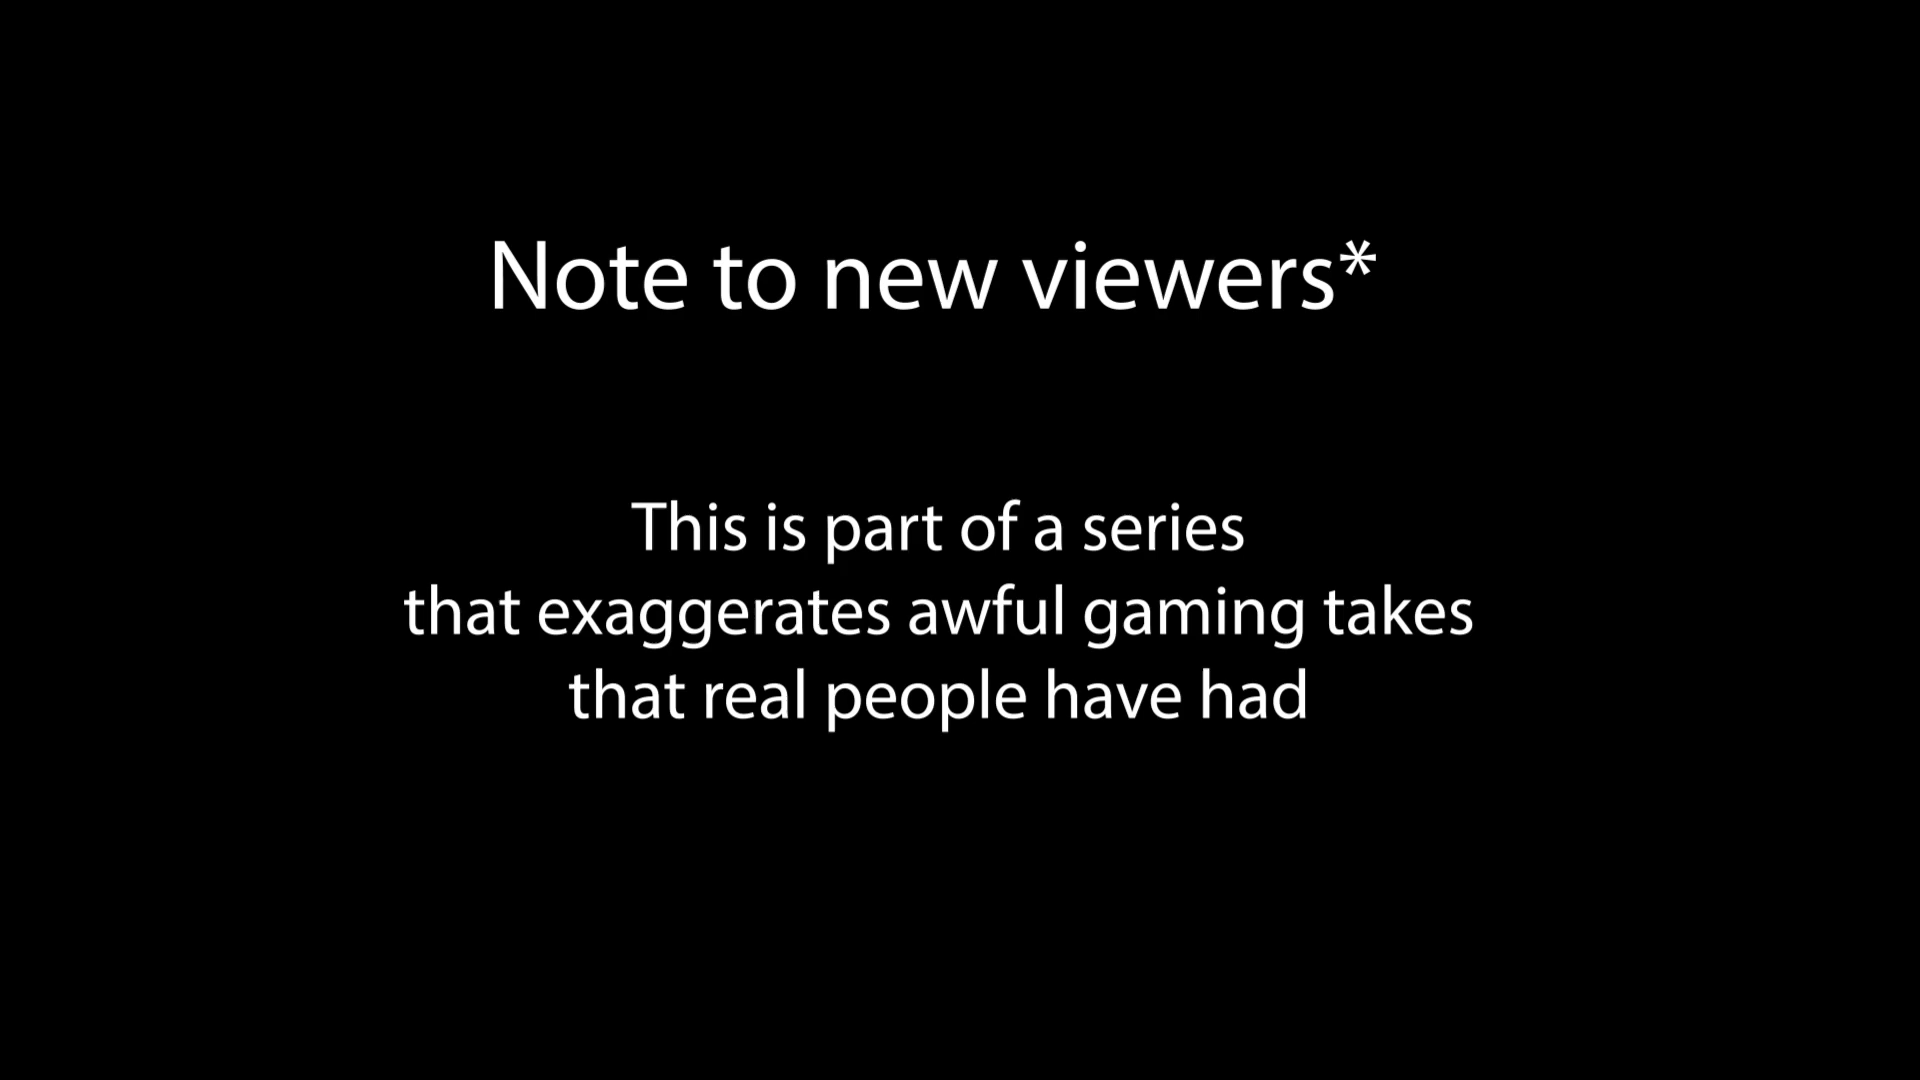 Note to new viewers*
This is part of a series
that exaggerates awful gaming takes
that real people have had